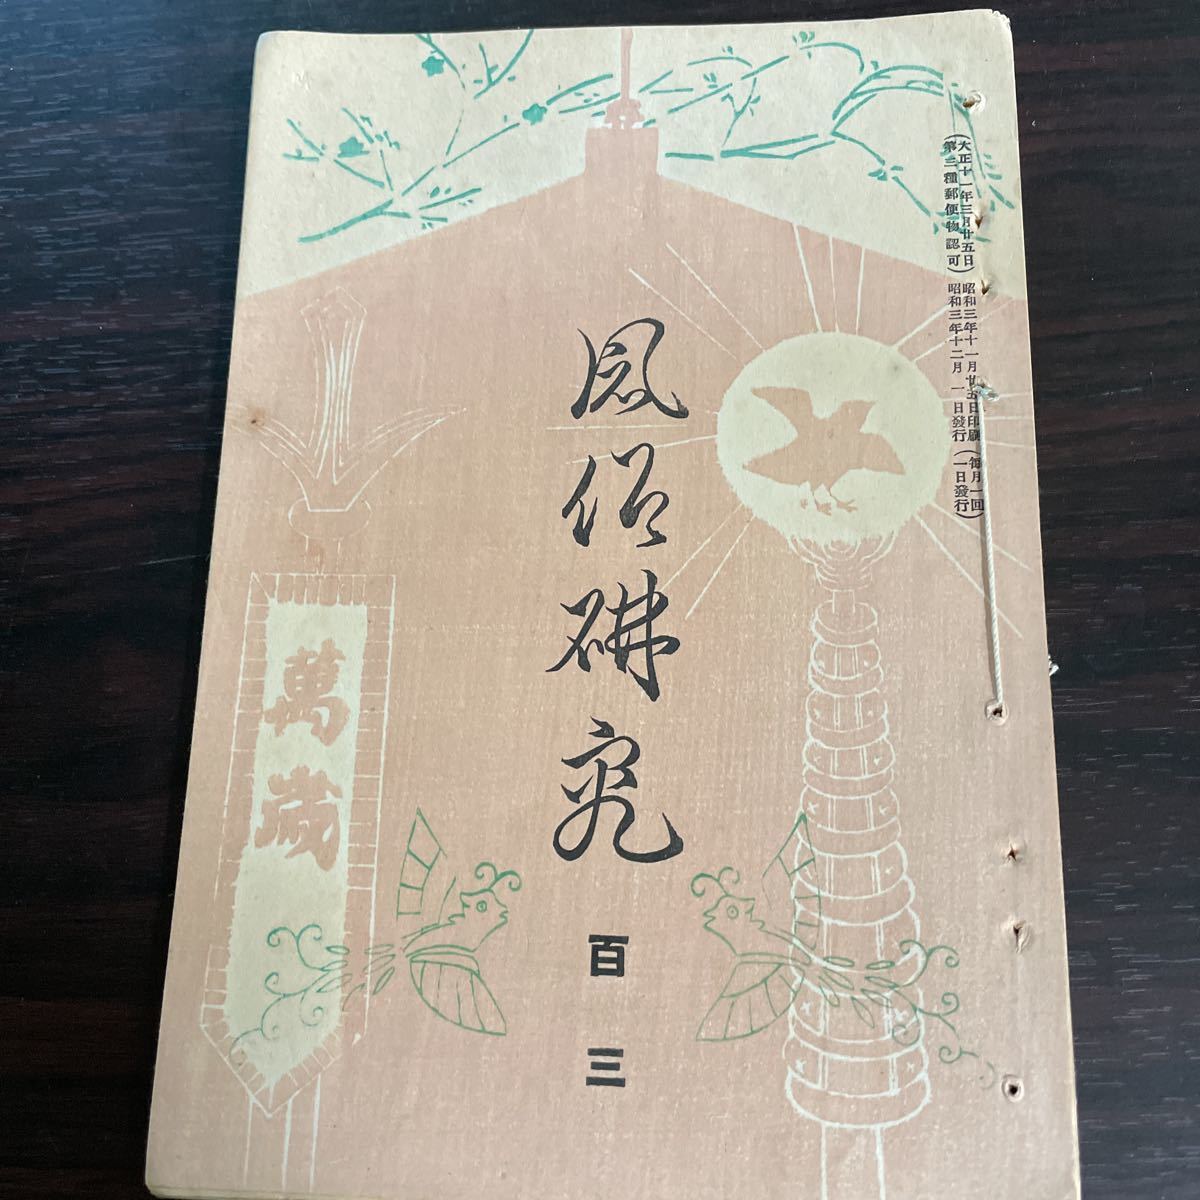 (大正十一年三月廿五日
第三種郵便物認可)
昭和三年十一月廿五日印刷(每月一回
昭和三年十二月 一日發行(一日發行)
風俗研究
百三
萬歲